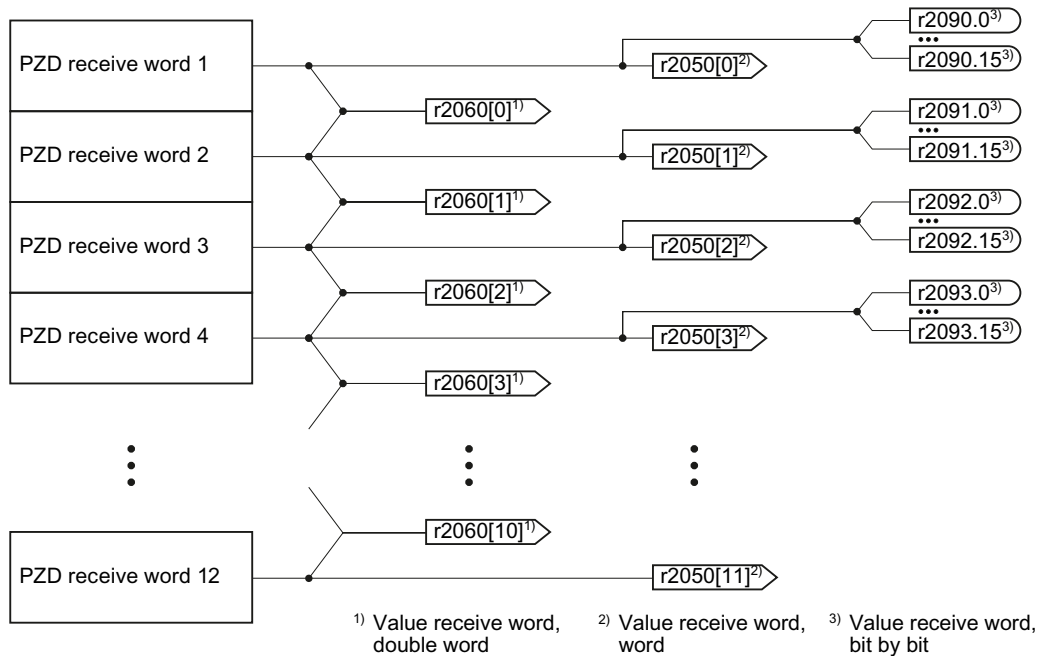 PZD receive word 1
r2090.0³⁾
r2090.15³⁾
r2050[0]²⁾
r2060[0]¹⁾
PZD receive word 2
r2091.0³⁾
r2091.15³⁾
r2050[1]²⁾
r2060[1]¹⁾
PZD receive word 3
r2092.0³⁾
r2092.15³⁾
r2050[2]²⁾
r2060[2]¹⁾
PZD receive word 4
r2093.0³⁾
r2093.15³⁾
r2050[3]²⁾
r2060[3]¹⁾
r2060[10]¹⁾
PZD receive word 12
r2050[11]²⁾
¹⁾ Value receive word,
double word
²⁾ Value receive word,
word
³⁾ Value receive word,
bit by bit